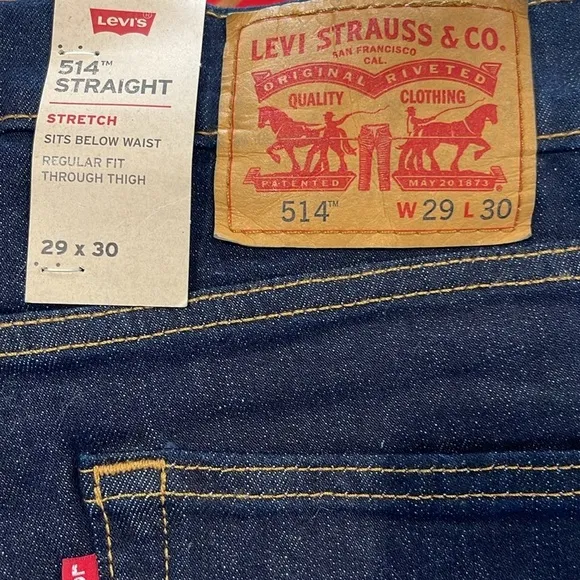 LEVI'S
514™
STRAIGHT
STRETCH
SITS BELOW WAIST
REGULAR FIT
THROUGH THIGH
29 x 30
LEVI STRAUSS & CO.
SAN FRANCISCO
CAL.
ORIGINAL RIVETED
QUALITY CLOTHING
PATENTED MAY 20 1873
514™ W 29 L 30